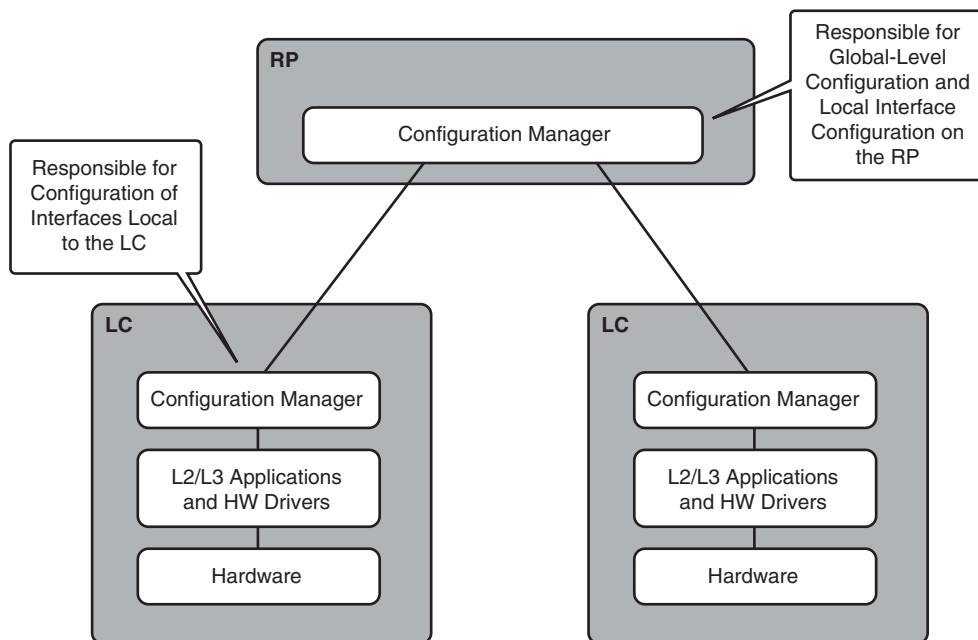 RP
Configuration Manager
Responsible for
Global-Level
Configuration and
Local Interface
Configuration on
the RP
Responsible for
Configuration of
Interfaces Local
to the LC
LC
Configuration Manager
L2/L3 Applications
and HW Drivers
Hardware
LC
Configuration Manager
L2/L3 Applications
and HW Drivers
Hardware